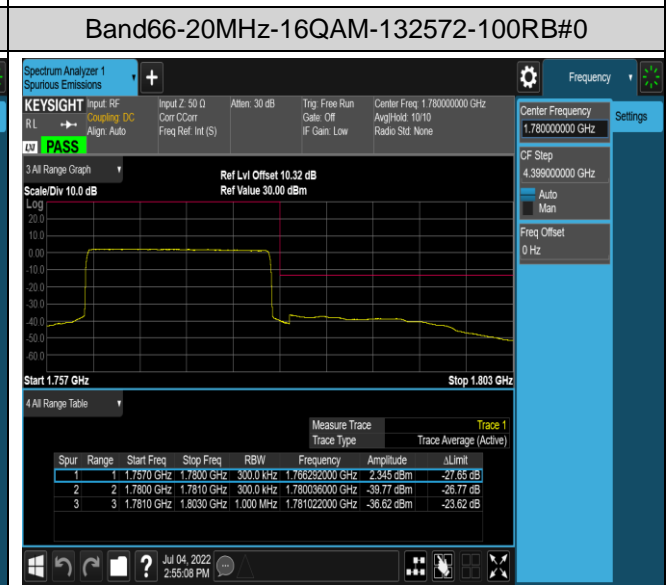 Band66-20MHz-16QAM-132572-100RB#0
Spectrum Analyzer 1
Spurious Emissions
+
Frequency
KEYSIGHT Input: RF Input Z: 50 Ω Atten: 30 dB Trig: Free Run Center Freq: 1.780000000 GHz
RL Coupling: DC Corr CCorr Gate: Off Avg|Hold: 10/10
Align: Auto Freq Ref: Int (S) IF Gain: Low Radio Std: None
LXI PASS
Center Frequency
1.780000000 GHz
Settings
CF Step
4.399000000 GHz
Auto
Man
Freq Offset
0 Hz
3 All Range Graph
Ref Lvl Offset 10.32 dB
Scale/Div 10.0 dB Ref Value 30.00 dBm
Log
20.0
10.0
0.00
-10.0
-20.0
-30.0
-40.0
-50.0
-60.0
Start 1.757 GHz Stop 1.803 GHz
4 All Range Table
Measure Trace Trace 1
Trace Type Trace Average (Active)
Spur Range Start Freq Stop Freq RBW Frequency Amplitude ΔLimit
1 1 1.7570 GHz 1.7800 GHz 300.0 kHz 1.766292000 GHz 2.345 dBm -27.65 dB
2 2 1.7800 GHz 1.7810 GHz 300.0 kHz 1.780036000 GHz -39.77 dBm -26.77 dB
3 3 1.7810 GHz 1.8030 GHz 1.000 MHz 1.781022000 GHz -36.62 dBm -23.62 dB
? Jul 04, 2022
2:55:08 PM